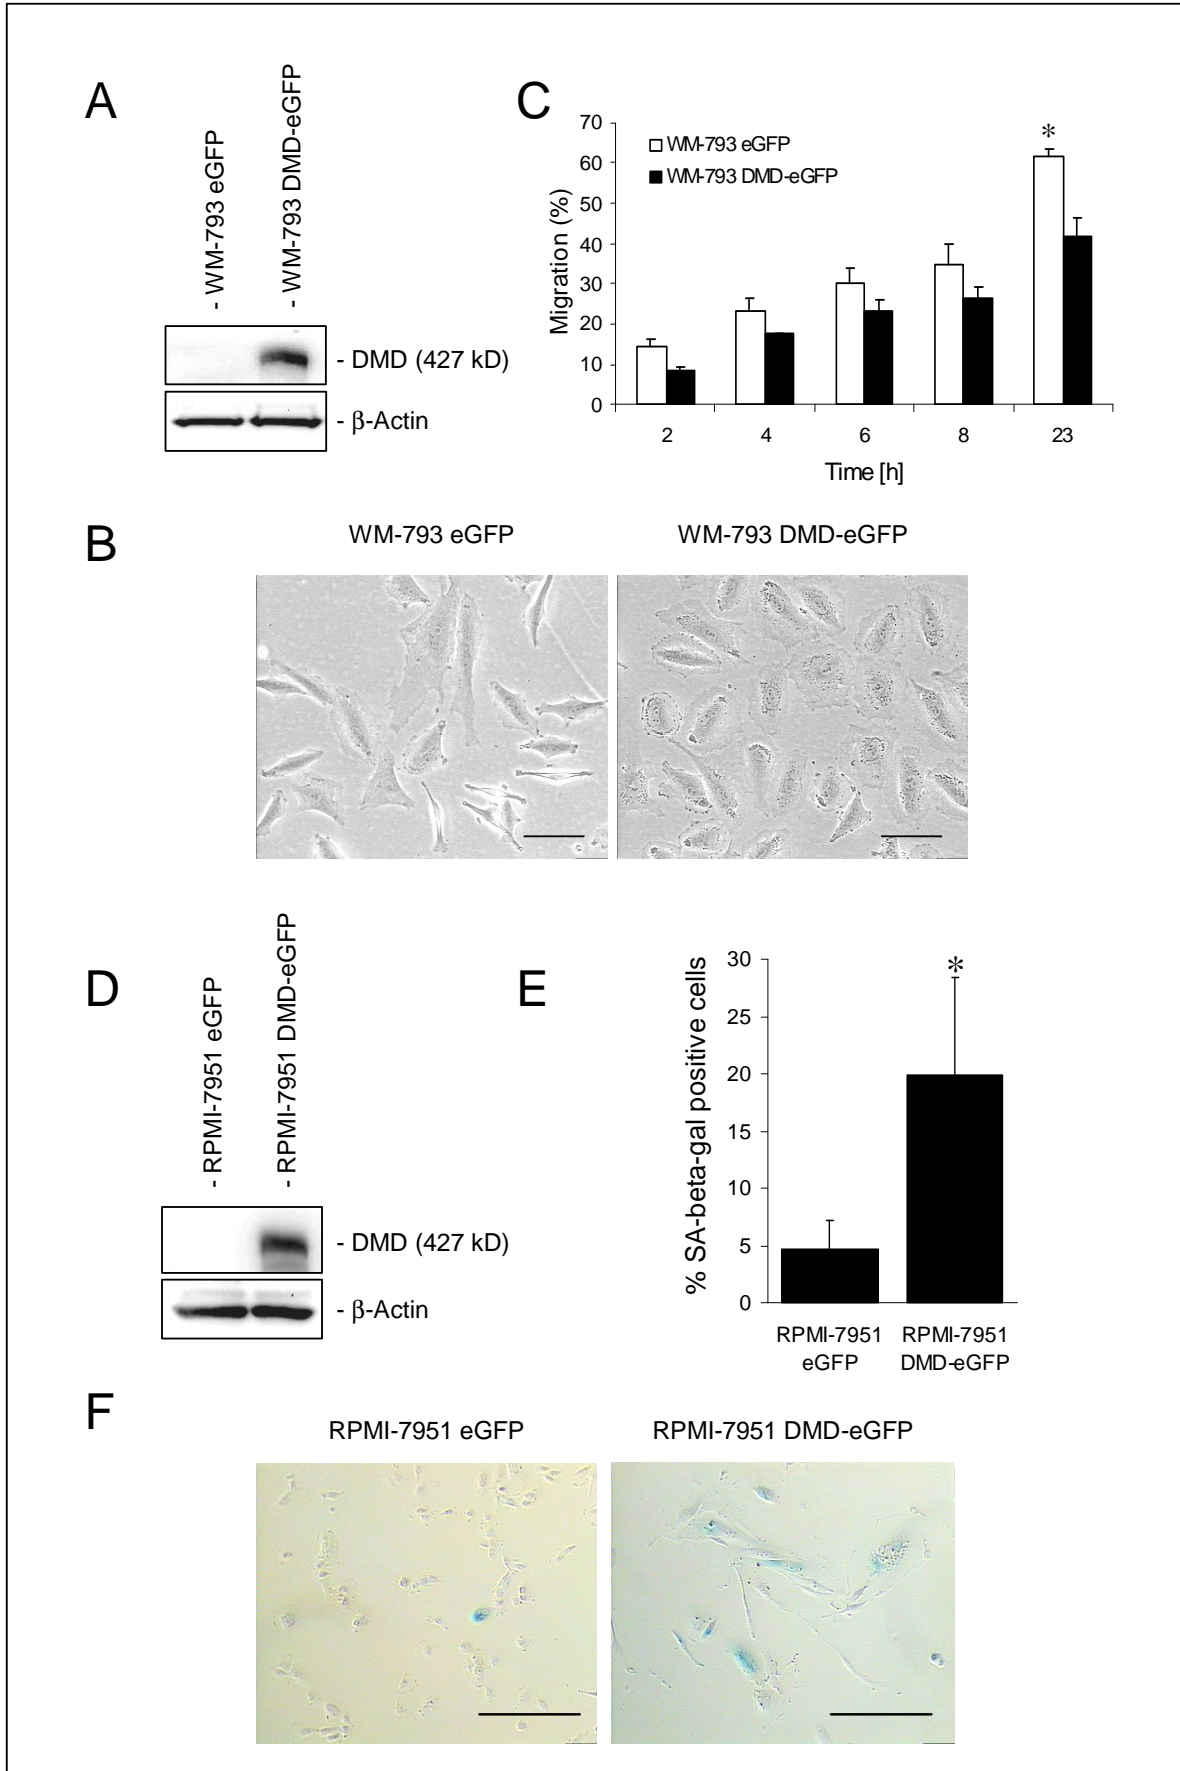 A
- WM-793 eGFP
- WM-793 DMD-eGFP
- DMD (427 kD)
- β-Actin
C
70
60
50
40
30
20
10
0
Migration (%)
WM-793 eGFP
WM-793 DMD-eGFP
*
2 4 6 8 23
Time [h]
B
WM-793 eGFP
WM-793 DMD-eGFP
D
- RPMI-7951 eGFP
- RPMI-7951 DMD-eGFP
- DMD (427 kD)
- β-Actin
E
30
25
20
15
10
5
0
% SA-beta-gal positive cells
*
RPMI-7951
eGFP
RPMI-7951
DMD-eGFP
F
RPMI-7951 eGFP
RPMI-7951 DMD-eGFP